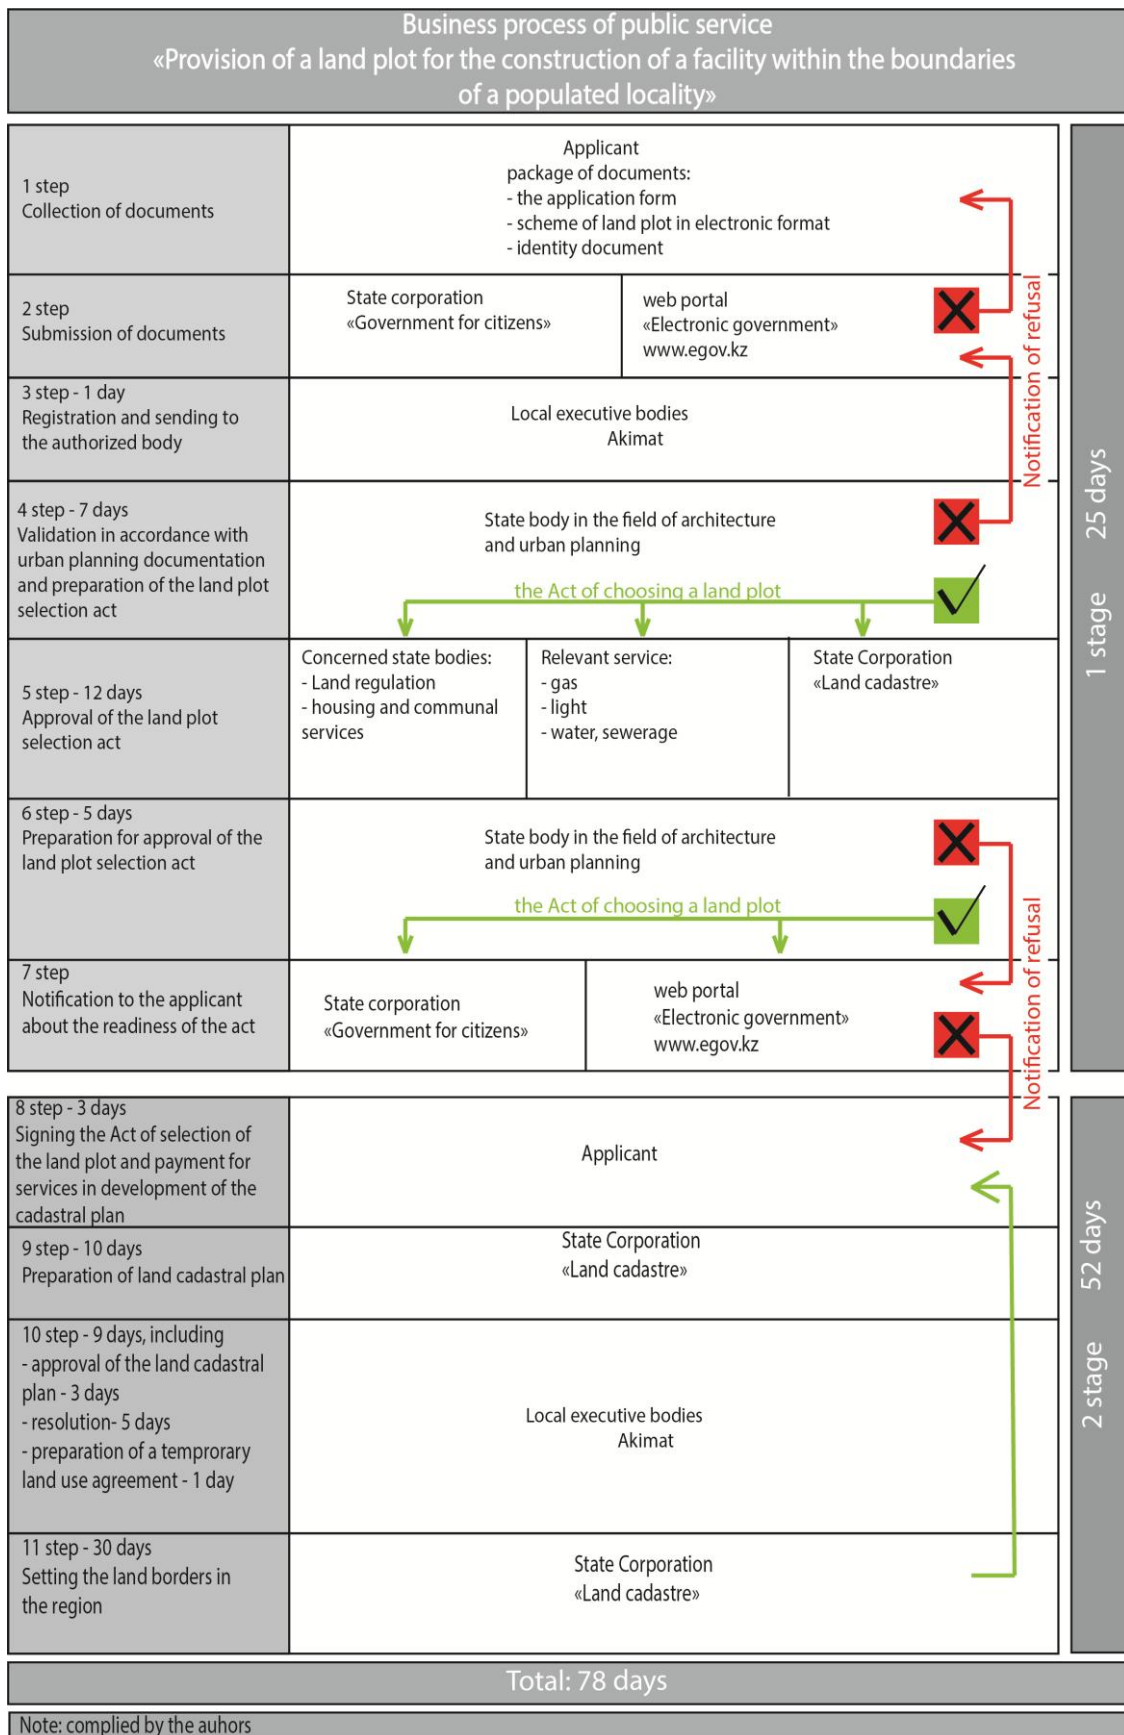 Business process of public service
«Provision of a land plot for the construction of a facility within the boundaries
of a populated locality»
1 step
Collection of documents
Applicant
package of documents:
- the application form
- scheme of land plot in electronic format
- identity document
2 step
Submission of documents
State corporation
«Government for citizens»
web portal
«Electronic government»
www.egov.kz
Notification of refusal
3 step - 1 day
Registration and sending to
the authorized body
Local executive bodies
Akimat
4 step - 7 days
Validation in accordance with
urban planning documentation
and preparation of the land plot
selection act
State body in the field of architecture
and urban planning
the Act of choosing a land plot
5 step - 12 days
Approval of the land plot
selection act
Concerned state bodies:
- Land regulation
- housing and communal
services
Relevant service:
- gas
- light
- water, sewerage
State Corporation
«Land cadastre»
6 step - 5 days
Preparation for approval of the
land plot selection act
State body in the field of architecture
and urban planning
the Act of choosing a land plot
7 step
Notification to the applicant
about the readiness of the act
State corporation
«Government for citizens»
web portal
«Electronic government»
www.egov.kz
Notification of refusal
1 stage 25 days
8 step - 3 days
Signing the Act of selection of
the land plot and payment for
services in development of the
cadastral plan
Applicant
9 step - 10 days
Preparation of land cadastral plan
State Corporation
«Land cadastre»
10 step - 9 days, including
- approval of the land cadastral
plan - 3 days
- resolution- 5 days
- preparation of a temprorary
land use agreement - 1 day
Local executive bodies
Akimat
11 step - 30 days
Setting the land borders in
the region
State Corporation
«Land cadastre»
2 stage 52 days
Total: 78 days
Note: complied by the auhors